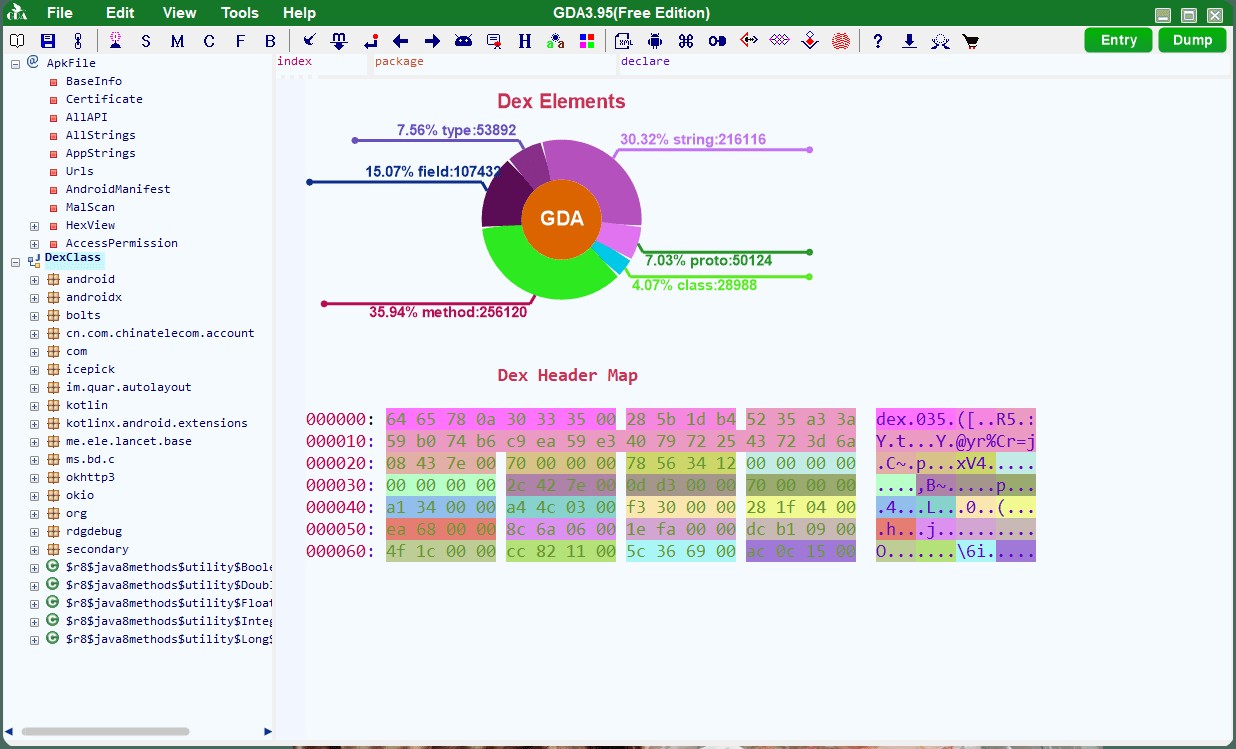 GDA File Edit View Tools Help GDA3.95(Free Edition)
S M C F B H a a XML ? Entry Dump
index package declare
@ ApkFile
BaseInfo
Certificate
AllAPI
AllStrings
AppStrings
Urls
AndroidManifest
MalScan
HexView
AccessPermission
DexClass
android
androidx
bolts
cn.com.chinatelecom.account
com
icepick
im.quar.autolayout
kotlin
kotlinx.android.extensions
me.ele.lancet.base
ms.bd.c
okhttp3
okio
org
rdgdebug
secondary
C $r8$java8methods$utility$Boole
C $r8$java8methods$utility$Doubl
C $r8$java8methods$utility$Float
C $r8$java8methods$utility$Integ
C $r8$java8methods$utility$Long$
Dex Elements
7.56% type:53892
30.32% string:216116
15.07% field:107432
GDA
7.03% proto:50124
4.07% class:28988
35.94% method:256120
Dex Header Map
000000: 64 65 78 0a 30 33 35 00 28 5b 1d b4 52 35 a3 3a dex.035.([..R5.:
000010: 59 b0 74 b6 c9 ea 59 e3 40 79 72 25 43 72 3d 6a Y.t...Y.@yr%Cr=j
000020: 08 43 7e 00 70 00 00 00 78 56 34 12 00 00 00 00 .C~.p...xV4.....
000030: 00 00 00 00 2c 42 7e 00 0d d3 00 00 70 00 00 00 ....,B~.....p...
000040: a1 34 00 00 a4 4c 03 00 f3 30 00 00 28 1f 04 00 .4...L...0..(...
000050: ea 68 00 00 8c 6a 06 00 1e fa 00 00 dc b1 09 00 .h...j..........
000060: 4f 1c 00 00 cc 82 11 00 5c 36 69 00 ac 0c 15 00 O.......\6i.....